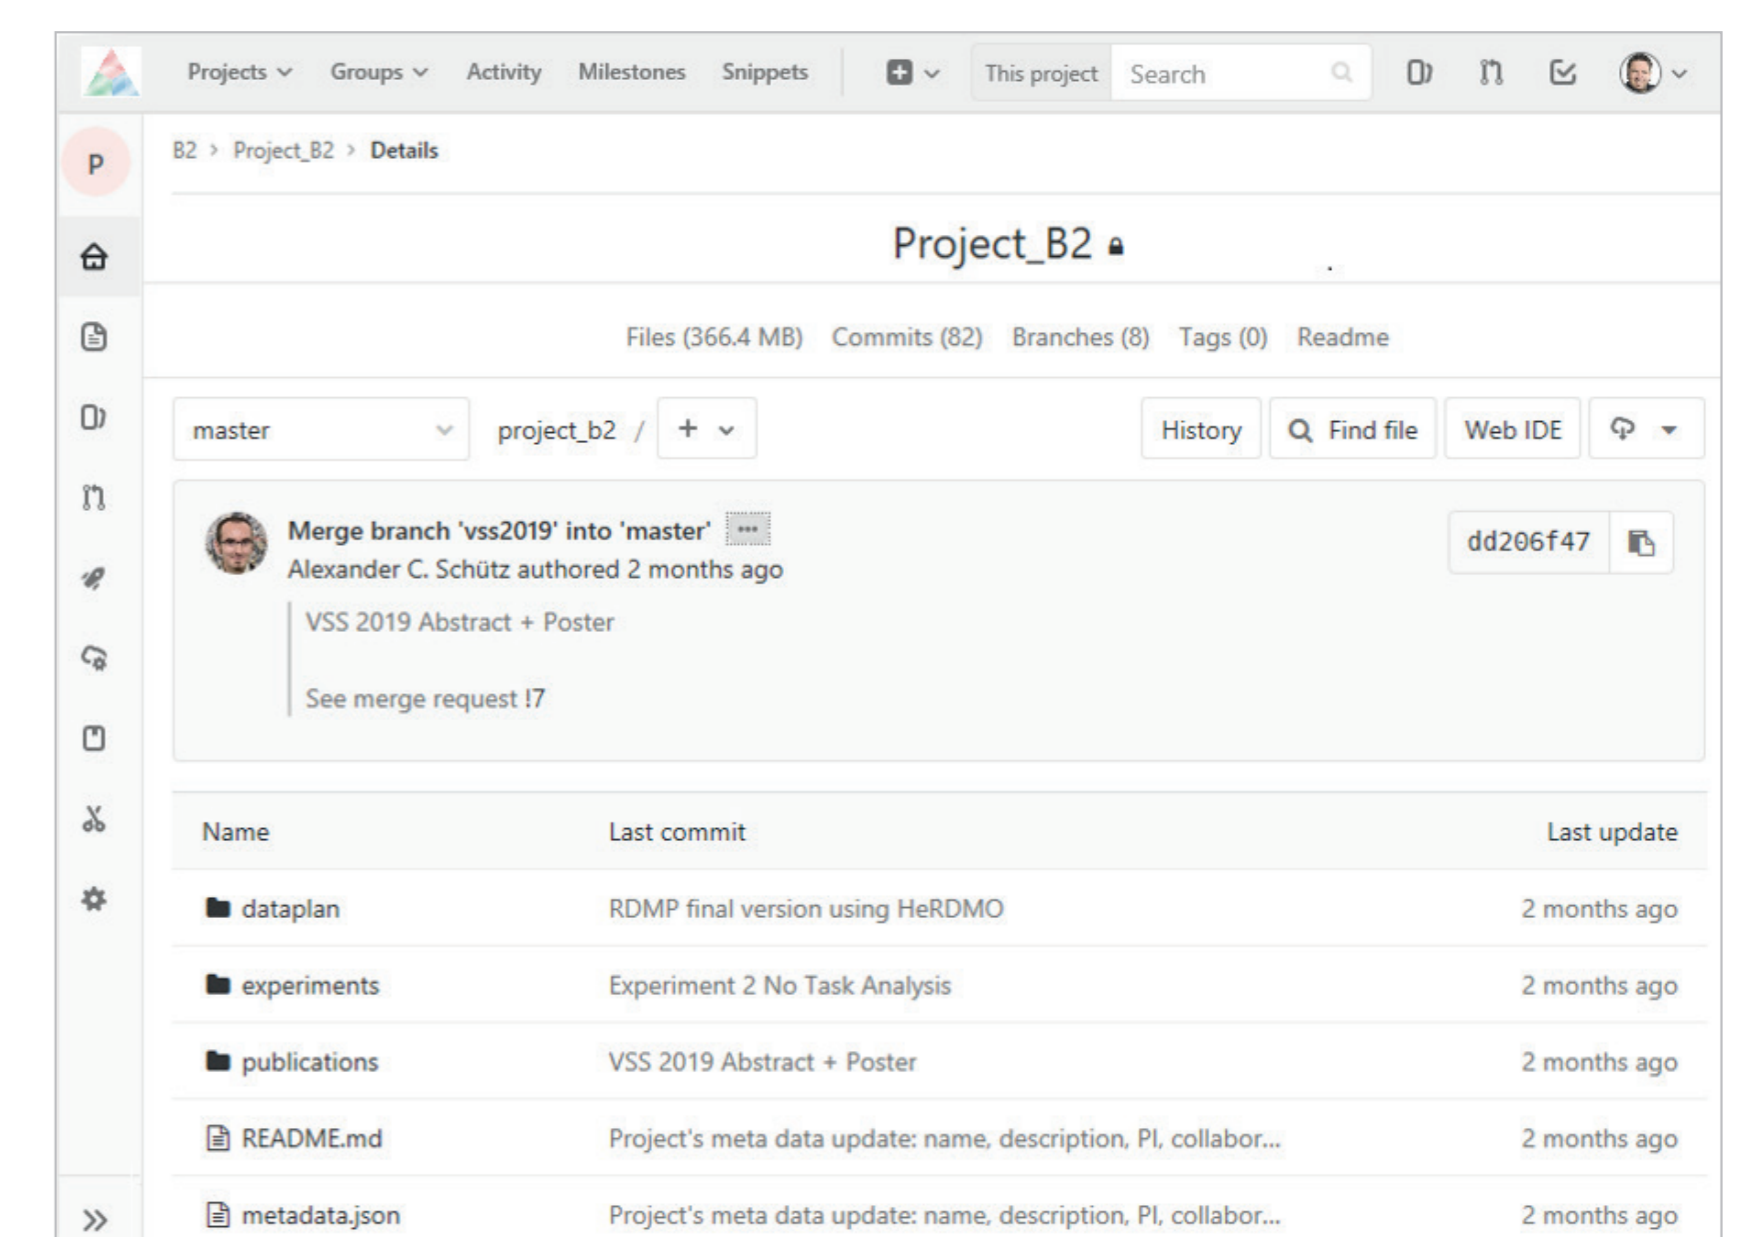 Projects Groups Activity Milestones Snippets This project Search
P
B2 > Project_B2 > Details
Project_B2
Files (366.4 MB) Commits (82) Branches (8) Tags (0) Readme
master project_b2 / + History Find file Web IDE
Merge branch 'vss2019' into 'master' ...
dd206f47
Alexander C. Schütz authored 2 months ago
VSS 2019 Abstract + Poster
See merge request !7
Name Last commit Last update
dataplan RDMP final version using HeRDMO 2 months ago
experiments Experiment 2 No Task Analysis 2 months ago
publications VSS 2019 Abstract + Poster 2 months ago
README.md Project's meta data update: name, description, PI, collabor... 2 months ago
metadata.json Project's meta data update: name, description, PI, collabor... 2 months ago